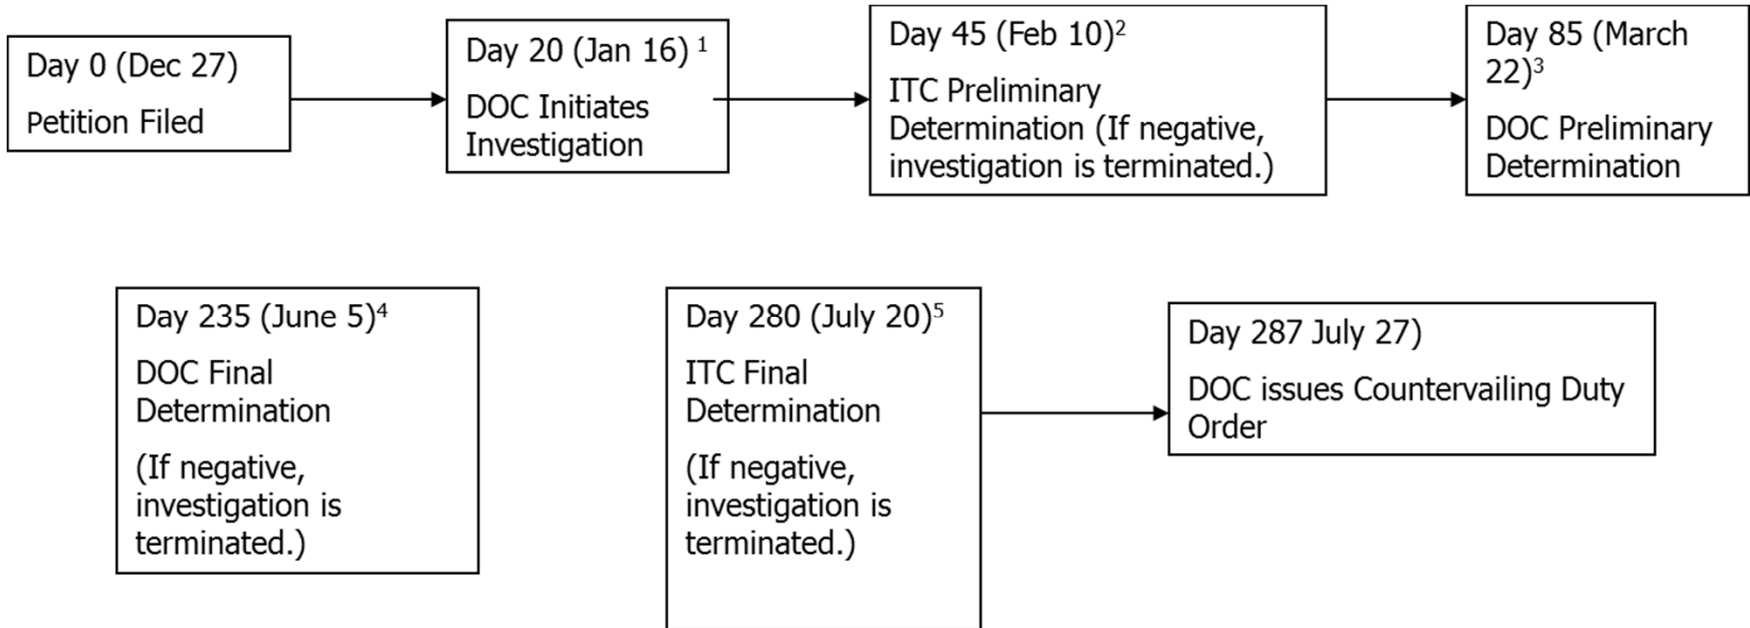 Day 0 (Dec 27)
Petition Filed
Day 20 (Jan 16) 1
DOC Initiates
Investigation
Day 45 (Feb 10)2
ITC Preliminary
Determination (If negative,
investigation is terminated.)
Day 85 (March
22)3
DOC Preliminary
Determination
Day 235 (June 5)4
DOC Final
Determination
(If negative,
investigation is
terminated.)
Day 280 (July 20)5
ITC Final
Determination
(If negative,
investigation is
terminated.)
Day 287 July 27)
DOC issues Countervailing Duty
Order